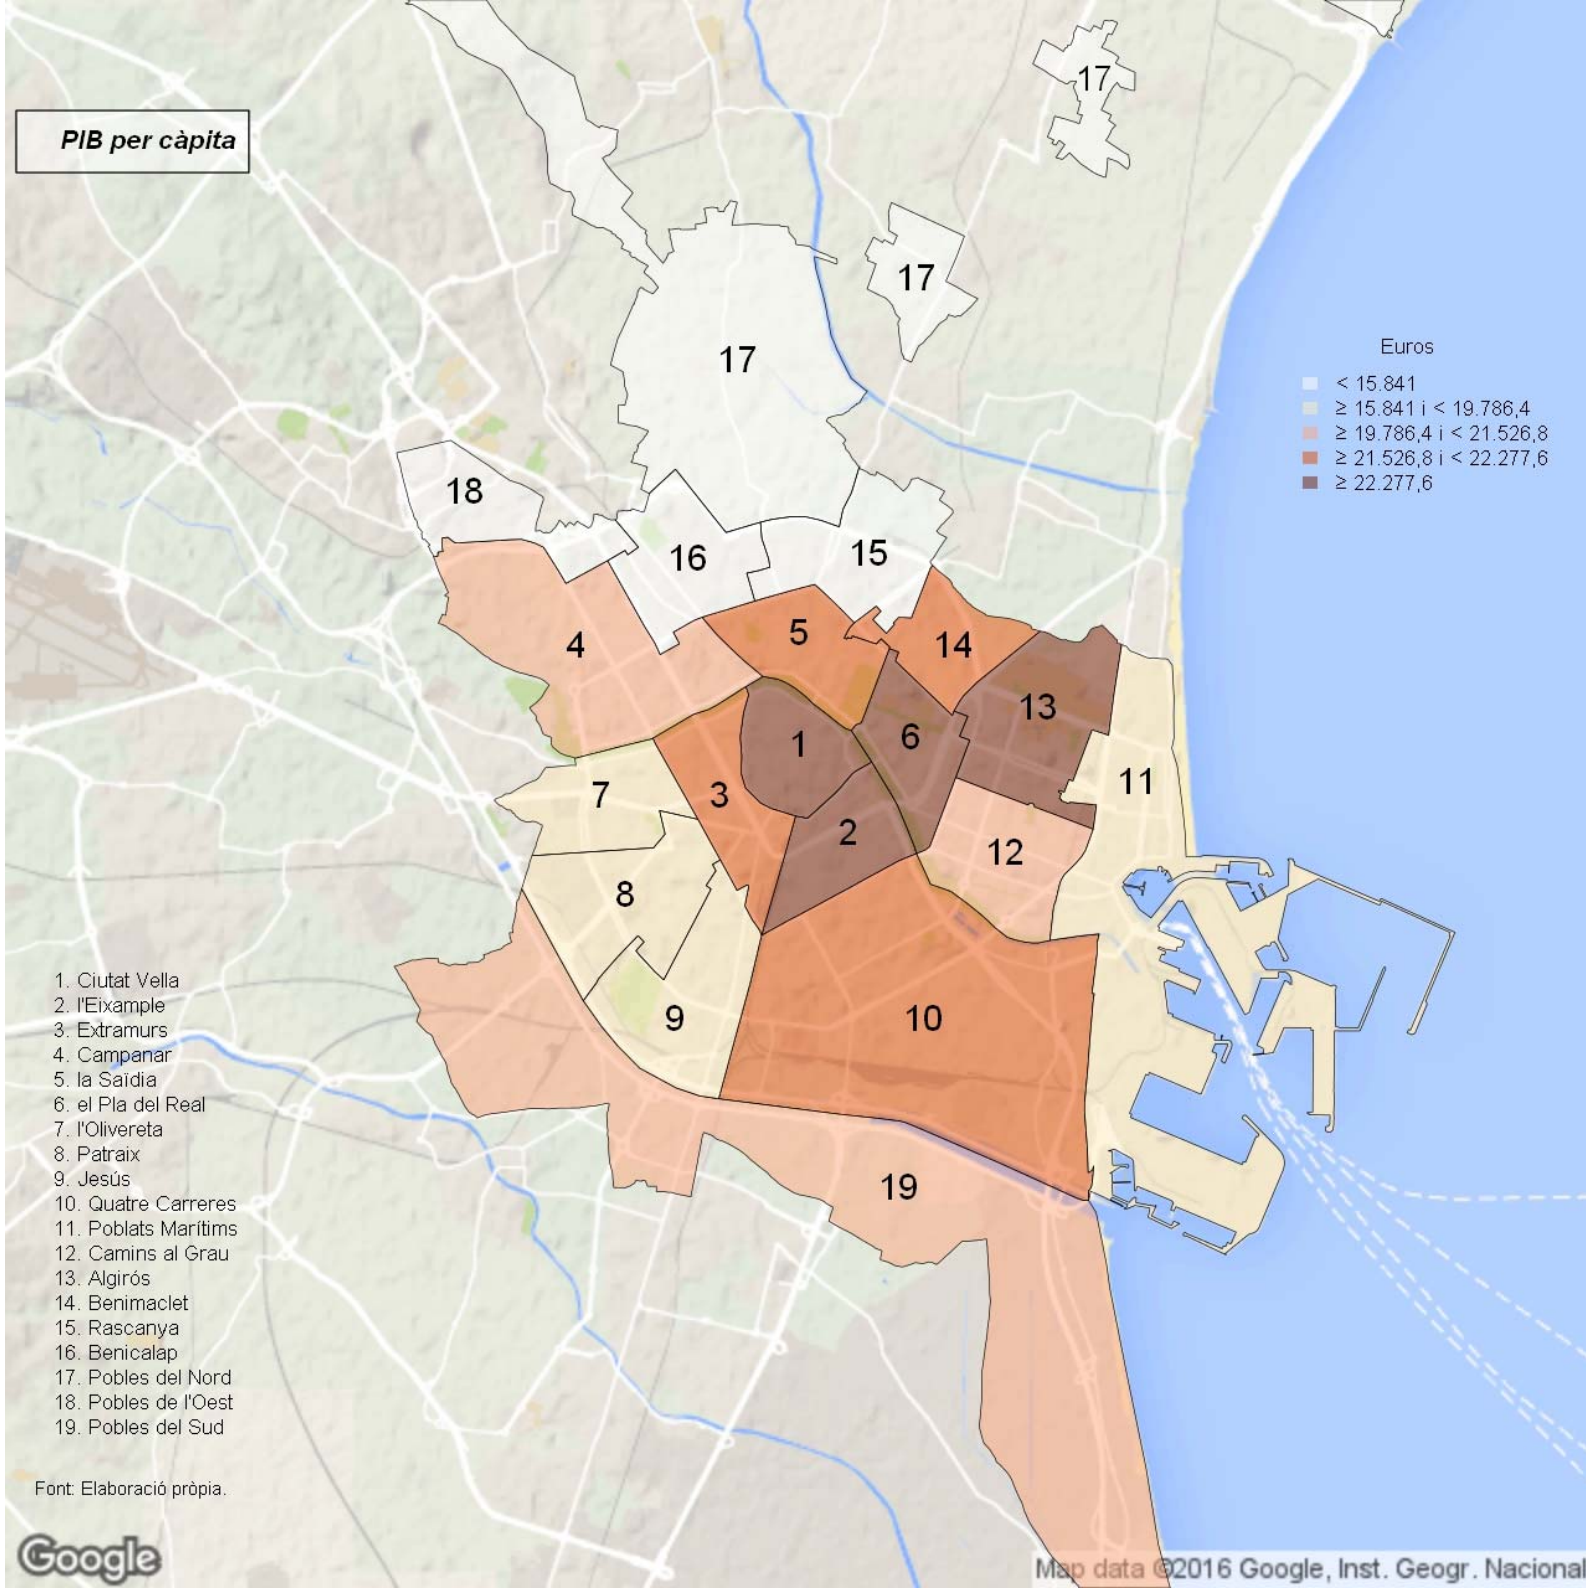 PIB per càpita
17
17
17
Euros
< 15.841
≥ 15.841 i < 19.786,4
≥ 19.786,4 i < 21.526,8
≥ 21.526,8 i < 22.277,6
≥ 22.277,6
18
16
15
4
5
14
13
6
1
11
7
3
2
12
8
9
10
19
1. Ciutat Vella
2. l'Eixample
3. Extramurs
4. Campanar
5. la Saïdia
6. el Pla del Real
7. l'Olivereta
8. Patraix
9. Jesús
10. Quatre Carreres
11. Poblats Marítims
12. Camins al Grau
13. Algirós
14. Benimaclet
15. Rascanya
16. Benicalap
17. Pobles del Nord
18. Pobles de l'Oest
19. Pobles del Sud
Font: Elaboració pròpia.
Google
Map data ©2016 Google, Inst. Geogr. Nacional